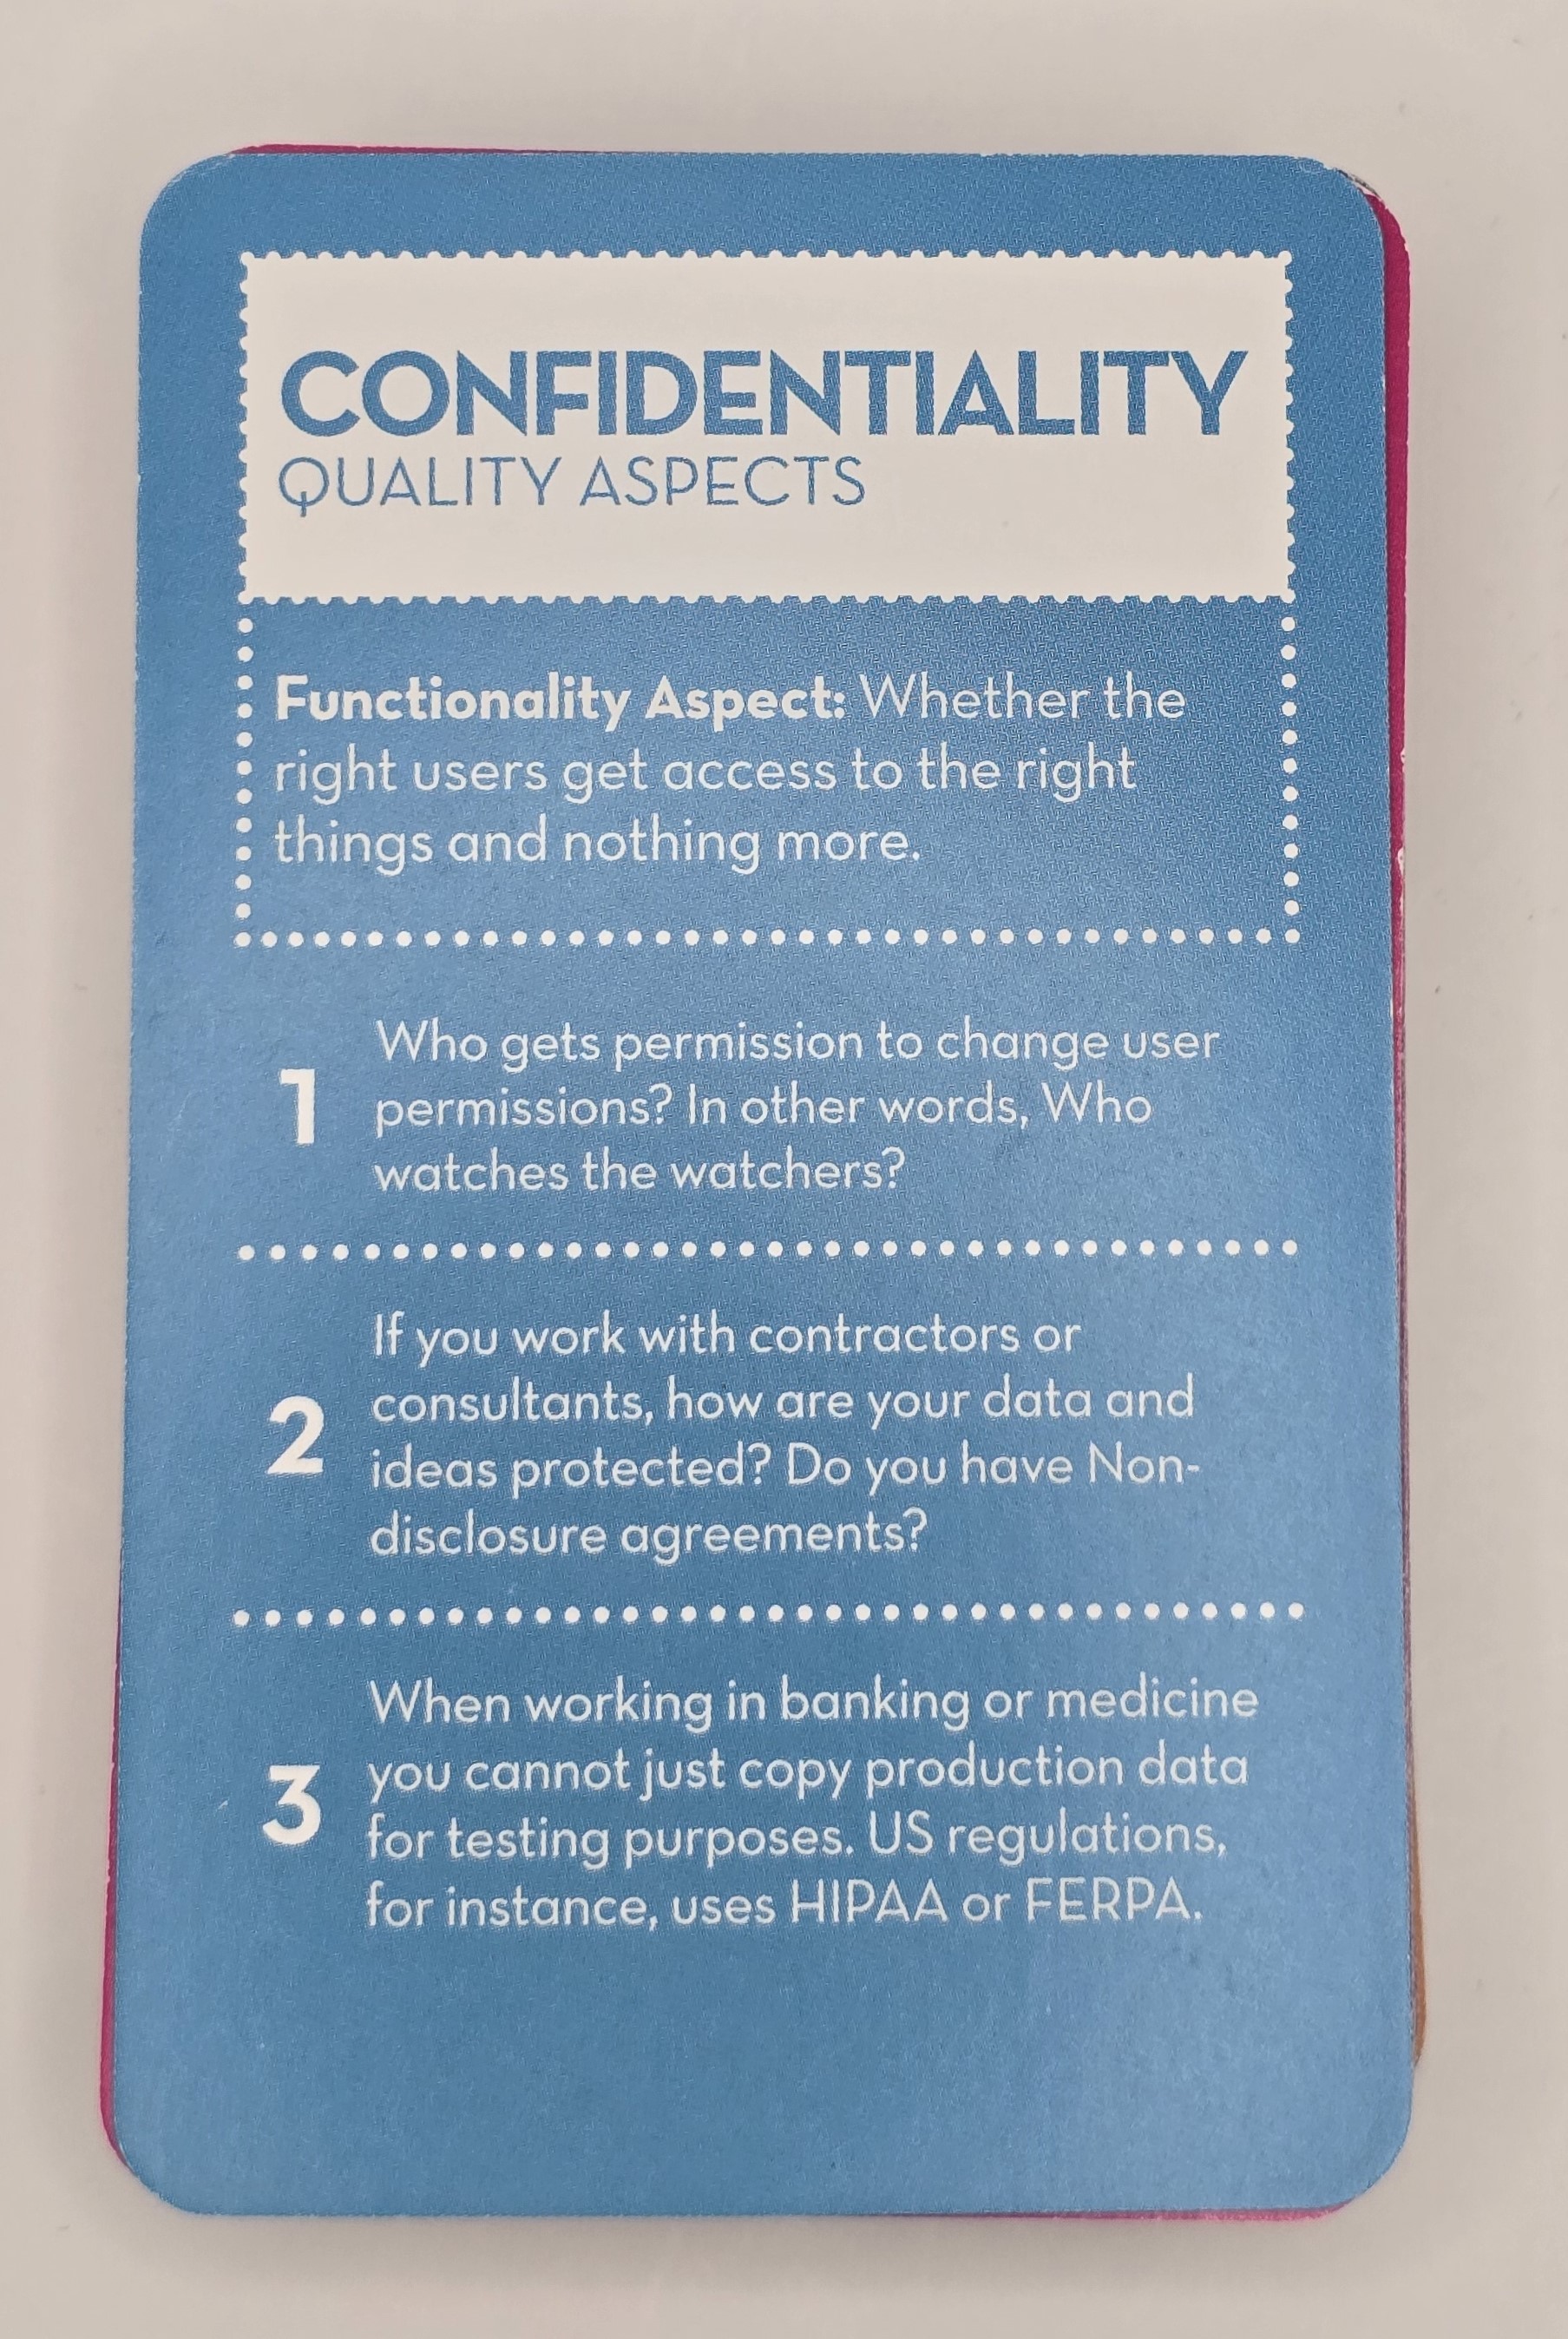 CONFIDENTIALITY
QUALITY ASPECTS
Functionality Aspect: Whether the
right users get access to the right
things and nothing more.
1
Who gets permission to change user
permissions? In other words, Who
watches the watchers?
2
If you work with contractors or
consultants, how are your data and
ideas protected? Do you have Non-
disclosure agreements?
3
When working in banking or medicine
you cannot just copy production data
for testing purposes. US regulations,
for instance, uses HIPAA or FERPA.